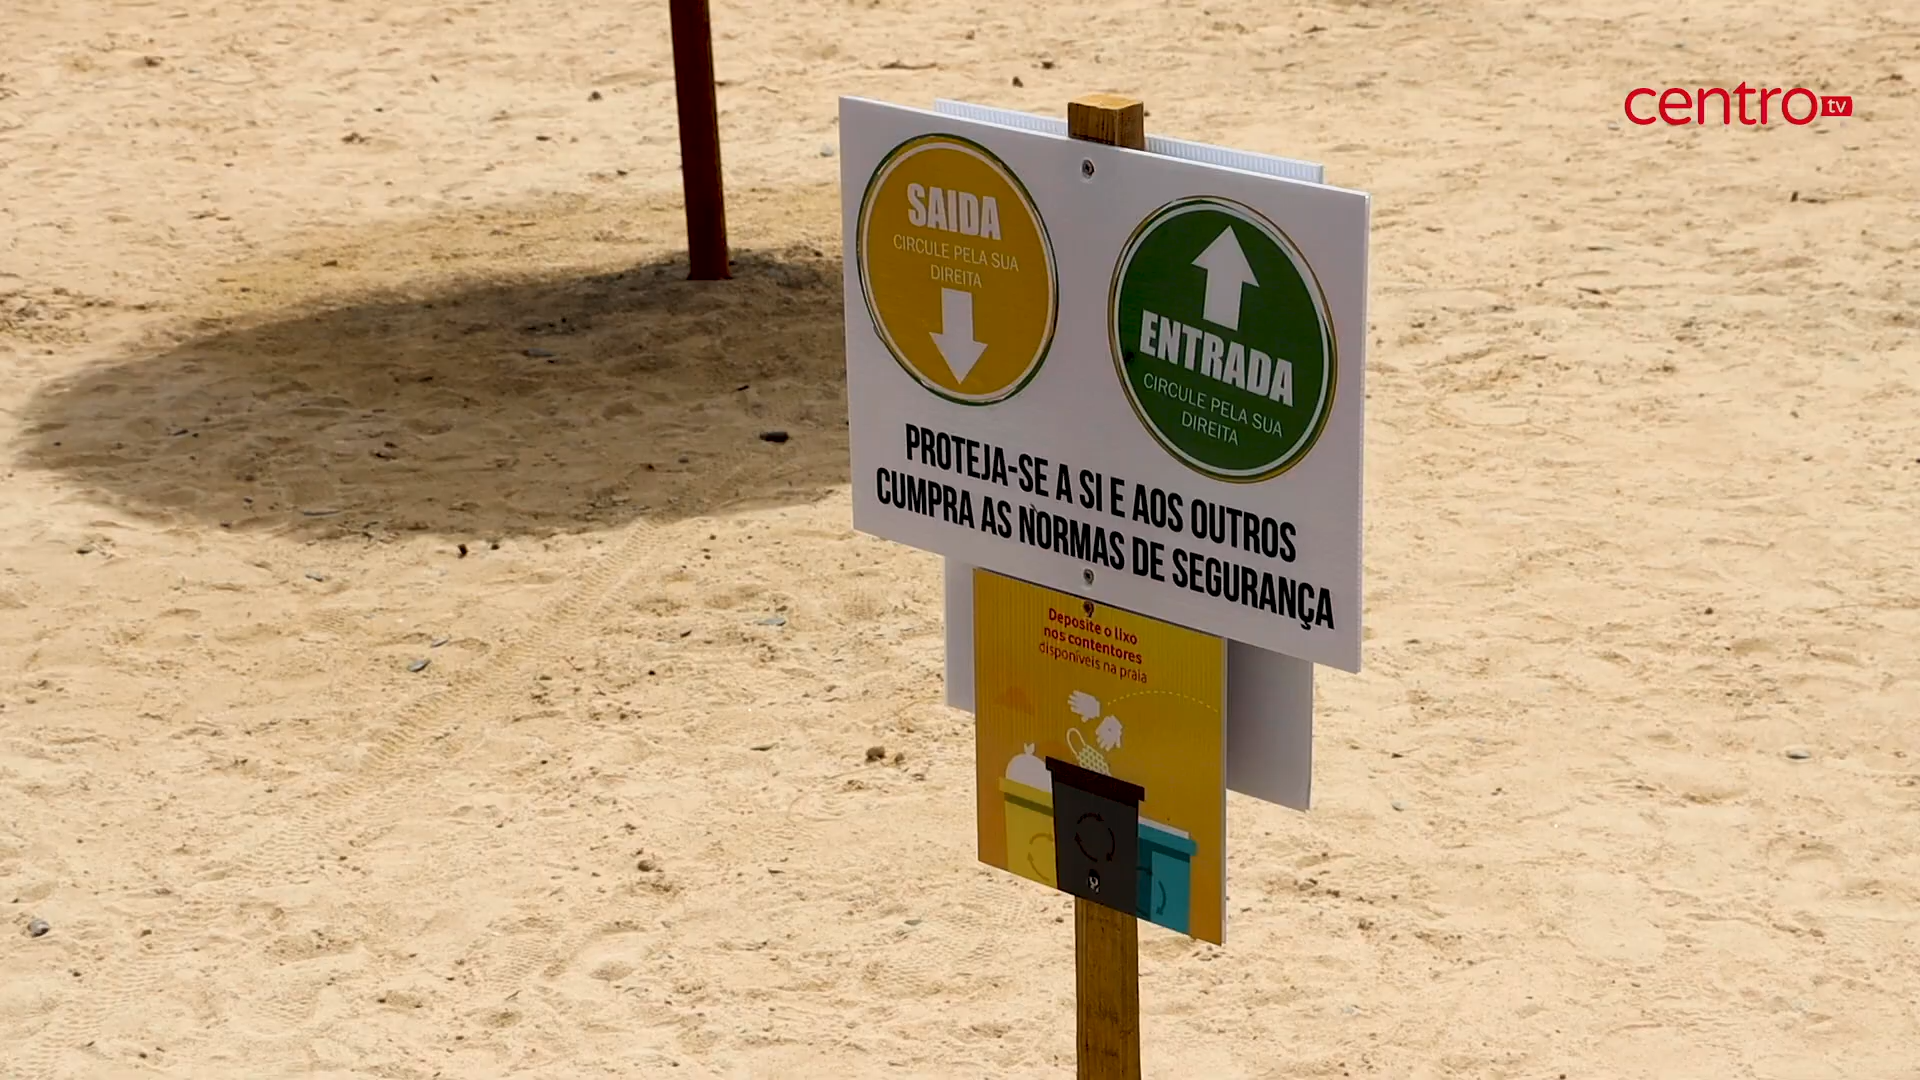 centro tv
SAIDA
CIRCULE PELA SUA
DIREITA
ENTRADA
CIRCULE PELA SUA
DIREITA
PROTEJA-SE A SI E AOS OUTROS
CUMPRA AS NORMAS DE SEGURANÇA
Deposite o lixo
nos contentores
disponíveis na praia